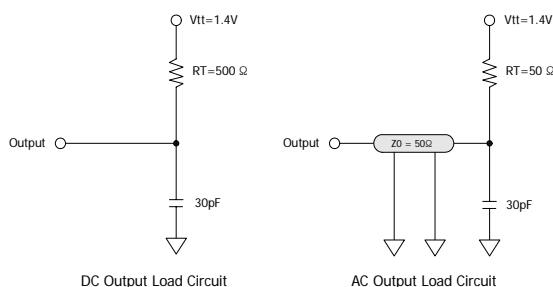 Vtt=1.4V
RT=500 Ω
Output
30pF
DC Output Load Circuit
Vtt=1.4V
RT=50 Ω
Output
Z0 = 50Ω
30pF
AC Output Load Circuit